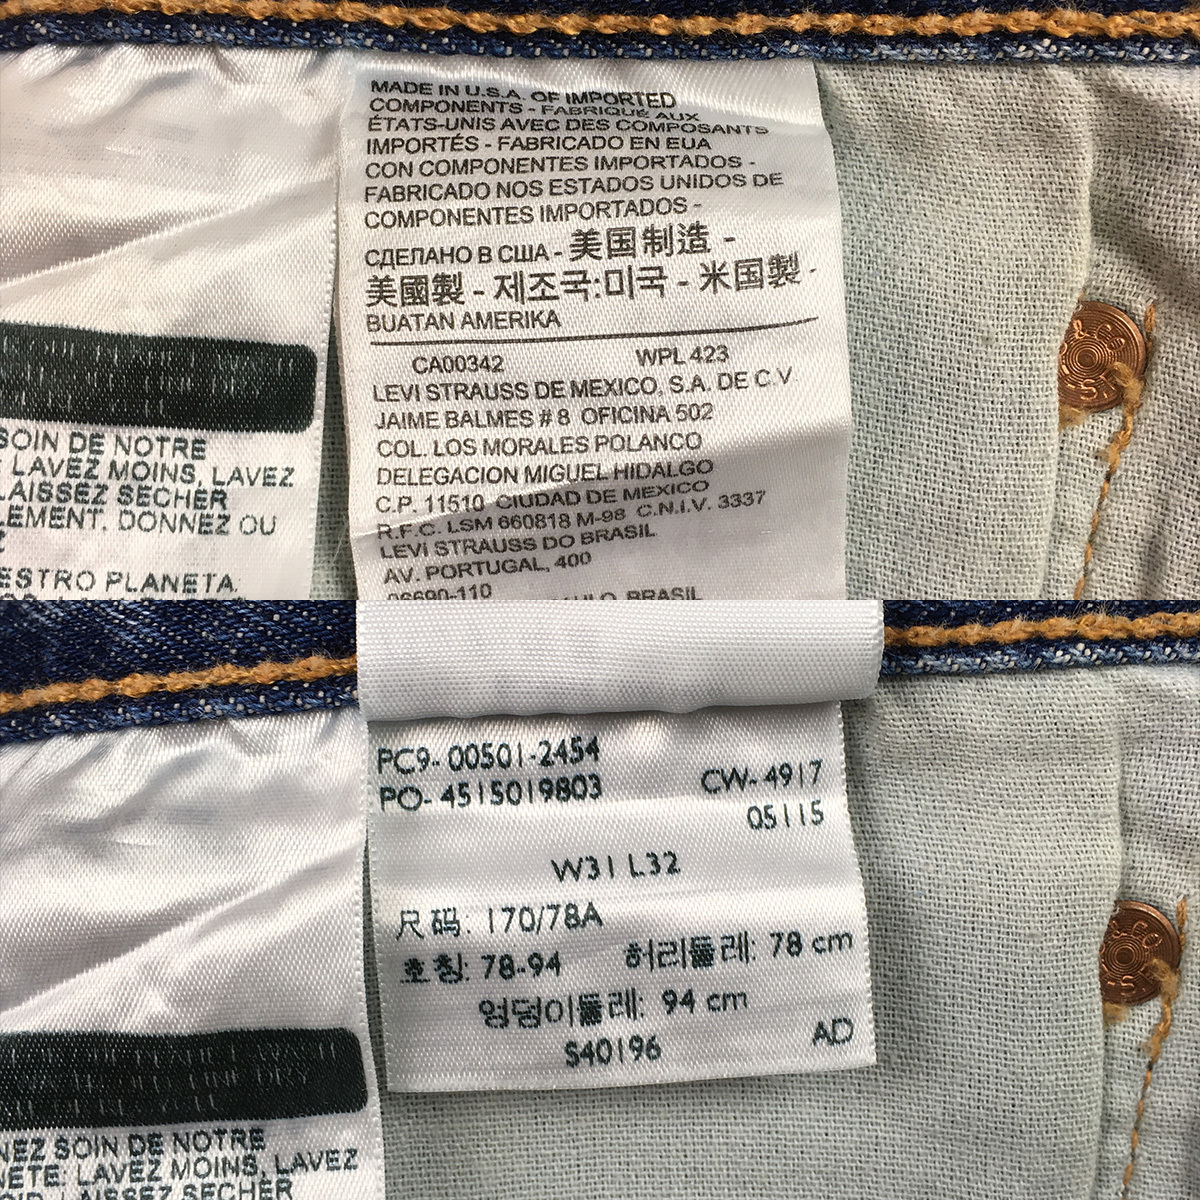 MADE IN U.S.A. OF IMPORTED
COMPONENTS - FABRIQUÉ AUX
ÉTATS-UNIS AVEC DES COMPOSANTS
IMPORTÉS - FABRICADO EN EUA
CON COMPONENTES IMPORTADOS -
FABRICADO NOS ESTADOS UNIDOS DE
COMPONENTES IMPORTADOS -
СДЕЛАНО В США - 美国制造 -
美國製 - 제조국:미국 - 米国製 -
BUATAN AMERIKA
CA00342 WPL 423
LEVI STRAUSS DE MEXICO, S.A. DE C.V
JAIME BALMES # 8 OFICINA 502
COL. LOS MORALES POLANCO
DELEGACION MIGUEL HIDALGO
C.P. 11510 CIUDAD DE MEXICO
R.F.C. LSM 660818 M-98 C.N.I.V. 3337
LEVI STRAUSS DO BRASIL
AV. PORTUGAL, 400
06690-110
BRASIL
SOIN DE NOTRE
LAVEZ MOINS, LAVEZ
LAISSEZ SECHER
LEMENT. DONNEZ OU
ESTRO PLANETA:
PC9- 00501-2454
PO- 4515019803 CW- 4917
05115
W31 L32
尺码: 170/78A
호칭: 78-94 허리둘레: 78 cm
엉덩이둘레: 94 cm
S40196 AD
NEZ SOIN DE NOTRE
NETE: LAVEZ MOINS, LAVEZ
LAISSEZ SECHER